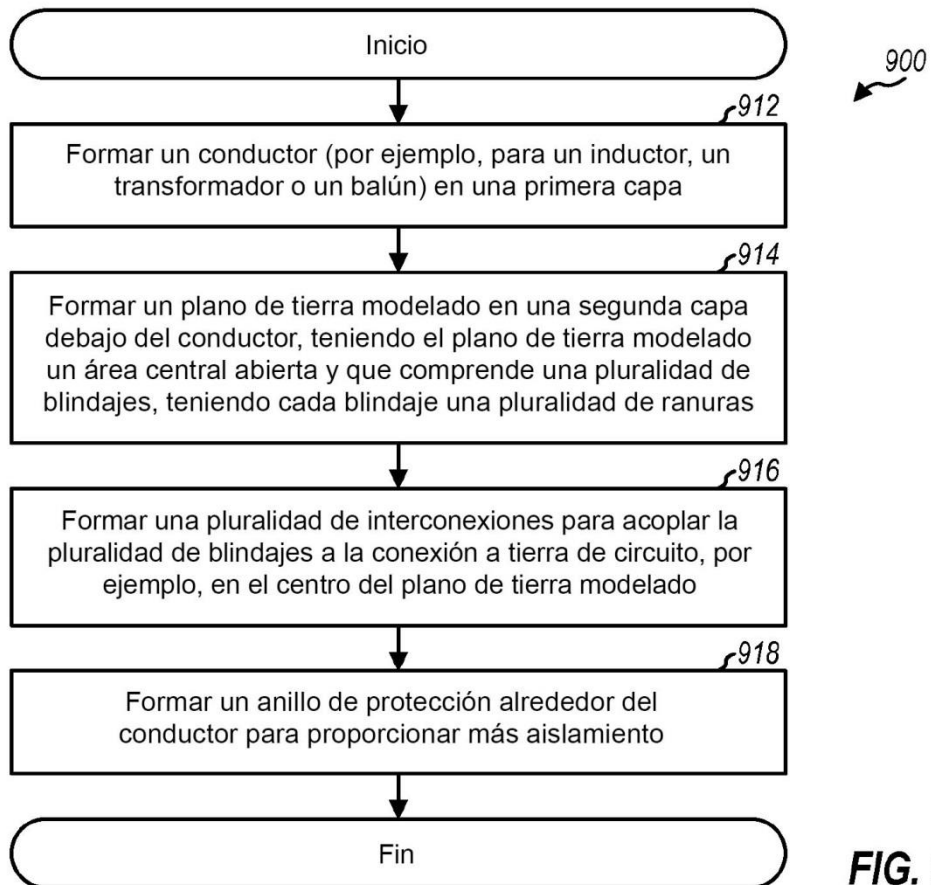 Inicio
900
912
Formar un conductor (por ejemplo, para un inductor, un
transformador o un balún) en una primera capa
914
Formar un plano de tierra modelado en una segunda capa
debajo del conductor, teniendo el plano de tierra modelado
un área central abierta y que comprende una pluralidad de
blindajes, teniendo cada blindaje una pluralidad de ranuras
916
Formar una pluralidad de interconexiones para acoplar la
pluralidad de blindajes a la conexión a tierra de circuito, por
ejemplo, en el centro del plano de tierra modelado
918
Formar un anillo de protección alrededor del
conductor para proporcionar más aislamiento
Fin
FIG.